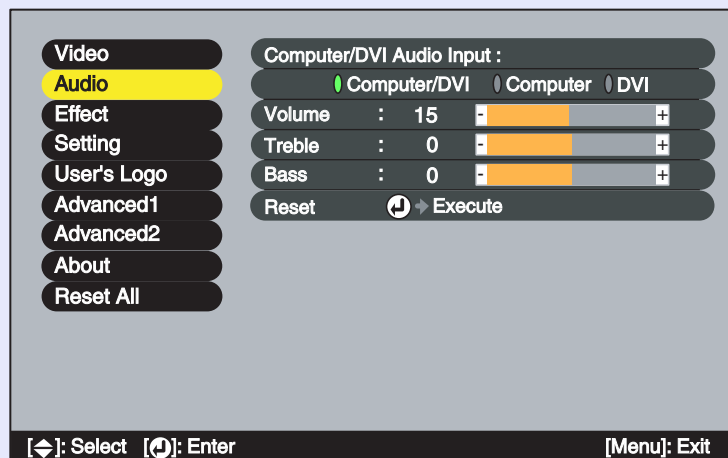 Video
Audio
Effect
Setting
User's Logo
Advanced1
Advanced2
About
Reset All
Computer/DVI Audio Input :
Computer/DVI Computer DVI
Volume : 15 - +
Treble : 0 - +
Bass : 0 - +
Reset Execute
[]: Select []: Enter [Menu]: Exit